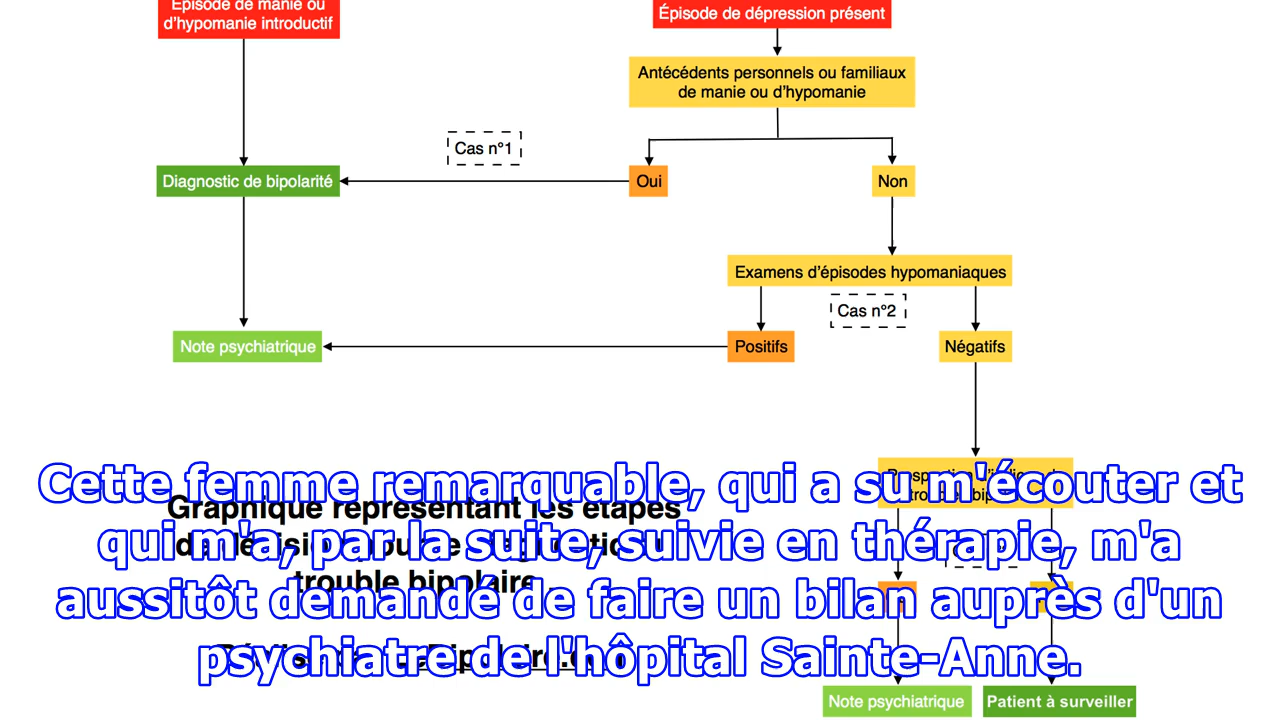 Épisode de manie ou
d'hypomanie introductif
Épisode de dépression présent
Antécédents personnels ou familiaux
de manie ou d'hypomanie
Cas n°1
Diagnostic de bipolarité
Oui
Non
Examens d'épisodes hypomaniaques
Cas n°2
Note psychiatrique
Positifs
Négatifs
Cette femme remarquable, qui a su m'écouter et
qui m'a, par la suite, suivie en thérapie, m'a
aussitôt demandé de faire un bilan auprès d'un
psychiatre de l'hôpital Sainte-Anne.
Graphique représentant les étapes
trouble bipolaire
Note psychiatrique
Patient à surveiller